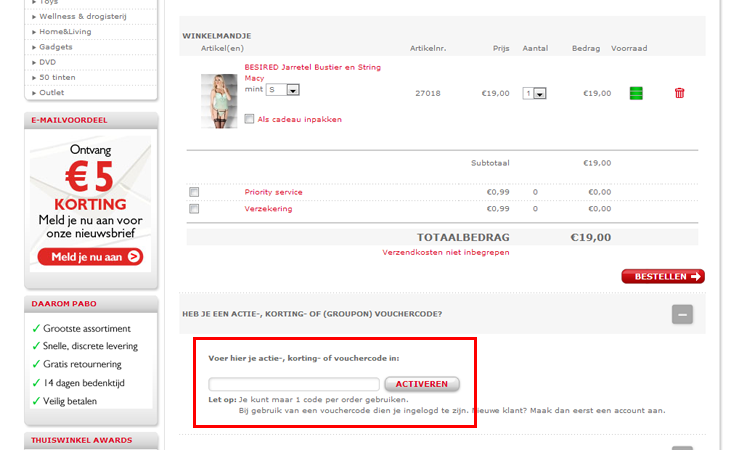 Toys
Wellness & drogisterij
Home&Living
Gadgets
DVD
50 tinten
Outlet
E-MAILVOORDEEL
Ontvang
€5
KORTING
Meld je nu aan voor
onze nieuwsbrief
Meld je nu aan
DAAROM PABO
Grootste assortiment
Snelle, discrete levering
Gratis retournering
14 dagen bedenktijd
Veilig betalen
THUISWINKEL AWARDS
WINKELMANDJE
Artikel(en) Artikelnr. Prijs Aantal Bedrag Voorraad
BESIRED Jarretel Bustier en String
Macy
mint S 27018 €19,00 1 €19,00
Als cadeau inpakken
Subtotaal €19,00
Priority service €0,99 0 €0,00
Verzekering €0,99 0 €0,00
TOTAALBEDRAG €19,00
Verzendkosten niet inbegrepen
BESTELLEN
HEB JE EEN ACTIE-, KORTING- OF (GROUPON) VOUCHERCODE?
Voer hier je actie-, korting- of vouchercode in:
ACTIVEREN
Let op: Je kunt maar 1 code per order gebruiken.
Bij gebruik van een vouchercode dien je ingelogd te zijn. Nieuwe klant? Maak dan eerst een account aan.